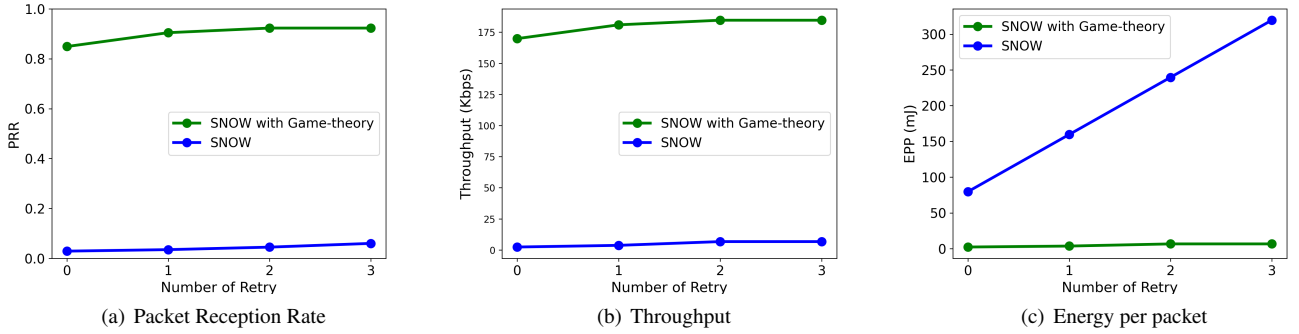 1.0
0.8
0.6
0.4
0.2
0.0
PRR
SNOW with Game-theory
SNOW
0 1 2 3
Number of Retry
(a) Packet Reception Rate
175
150
125
100
75
50
25
0
Throughput (Kbps)
SNOW with Game-theory
SNOW
0 1 2 3
Number of Retry
(b) Throughput
300
250
200
150
100
50
0
EPP (mJ)
SNOW with Game-theory
SNOW
0 1 2 3
Number of Retry
(c) Energy per packet